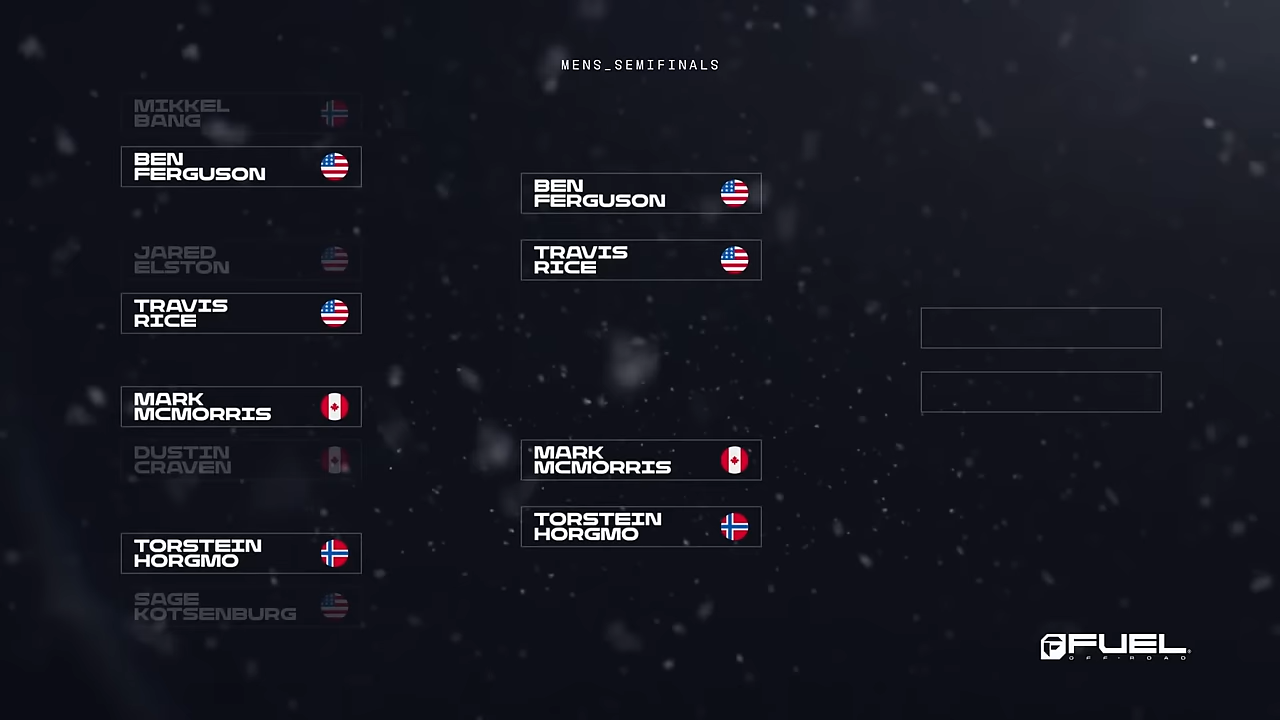 MENS_SEMIFINALS
MIKKEL
BANG
BEN
FERGUSON
JARED
ELSTON
TRAVIS
RICE
MARK
MCMORRIS
DUSTIN
CRAVEN
TORSTEIN
HORGMO
SAGE
KOTSENBURG
BEN
FERGUSON
TRAVIS
RICE
MARK
MCMORRIS
TORSTEIN
HORGMO
FUEL
OFF-ROAD